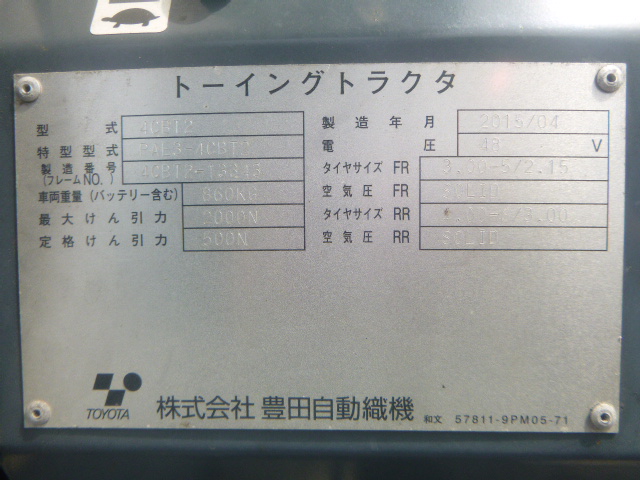 トーイングトラクタ
型式 4CBT2
特型型式
製造番号
(フレームNO.)
車両重量(バッテリー含む) 860KG
最大けん引力 2000N
定格けん引力 500N
製造年月 2015/04
電圧 48 V
タイヤサイズ FR
空気圧 FR SOLID
タイヤサイズ RR
空気圧 RR SOLID
TOYOTA
株式会社 豊田自動織機
和文 57811-9PM05-71